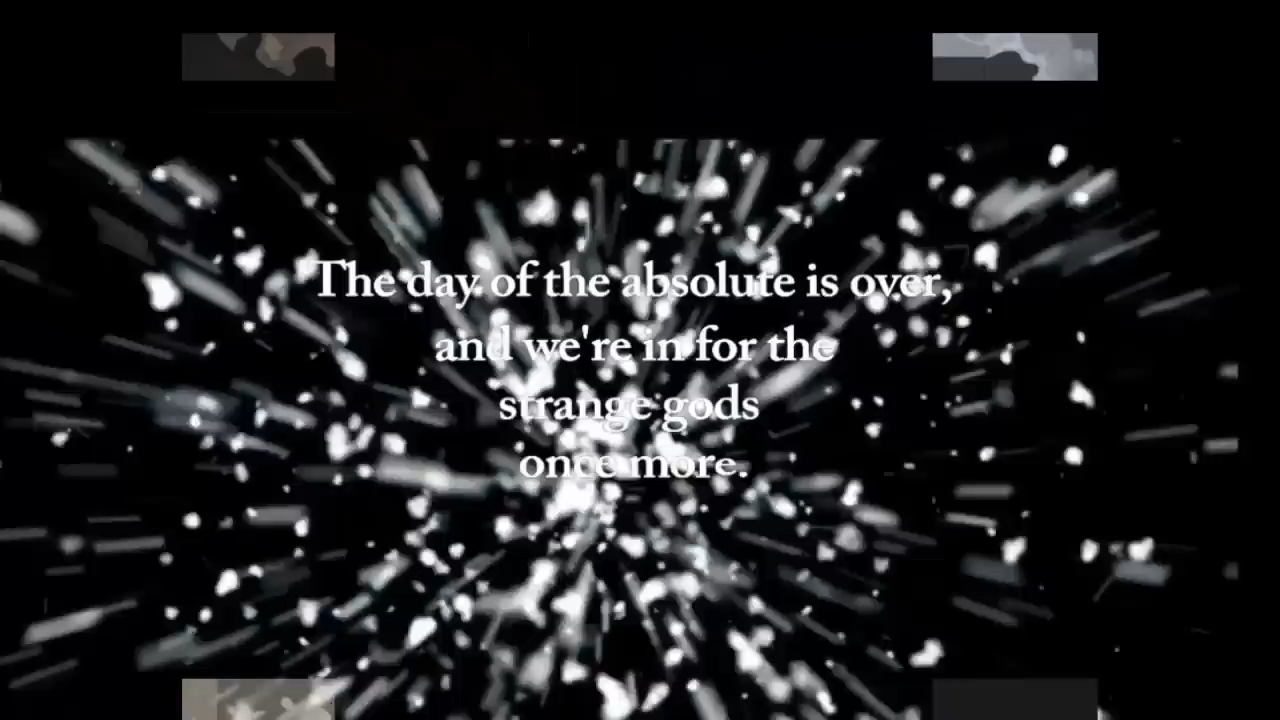 The day of the absolute is over,
and we're in for the
strange gods
once more.